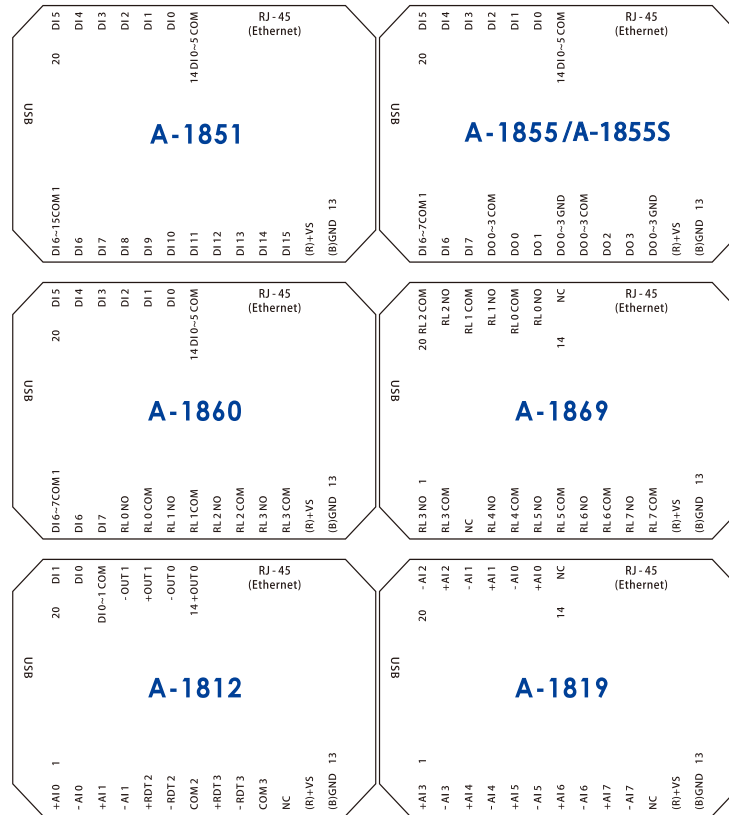 20 DI 5
DI 4
DI 3
DI 2
DI 1
DI 0
14 DI 0~5 COM
RJ - 45
(Ethernet)
USB
A-1851
DI 6~15COM 1
DI 6
DI 7
DI 8
DI 9
DI 10
DI 11
DI 12
DI 13
DI 14
DI 15
(R)+VS
(B)GND 13
20 DI 5
DI 4
DI 3
DI 2
DI 1
DI 0
14 DI 0~5 COM
RJ - 45
(Ethernet)
USB
A-1855/A-1855S
DI 6~7COM 1
DI 6
DI 7
DO 0~3 COM
DO 0
DO 1
DO 0~3 GND
DO 0~3 COM
DO 2
DO 3
DO 0~3 GND
(R)+VS
(B)GND 13
20 DI 5
DI 4
DI 3
DI 2
DI 1
DI 0
14 DI 0~5 COM
RJ - 45
(Ethernet)
USB
A-1860
DI 6~7COM 1
DI 6
DI 7
RL 0 NO
RL 0 COM
RL 1 NO
RL 1COM
RL 2 NO
RL 2 COM
RL 3 NO
RL 3 COM
(R)+VS
(B)GND 13
20 RL 2 COM
RL 2 NO
RL 1 COM
RL 1 NO
RL 0 COM
RL 0 NO
14 NC
RJ - 45
(Ethernet)
USB
A-1869
RL 3 NO 1
RL 3 COM
NC
RL 4 NO
RL 4 COM
RL 5 NO
RL 5 COM
RL 6 NO
RL 6 COM
RL 7 NO
RL 7 COM
(R)+VS
(B)GND 13
20 DI 1
DI 0
DI 0~1 COM
- OUT 1
+OUT 1
- OUT 0
14 +OUT 0
RJ - 45
(Ethernet)
USB
A-1812
+AI 0 1
- AI 0
+AI 1
- AI 1
+RDT 2
- RDT 2
COM 2
+RDT 3
- RDT 3
COM 3
NC
(R)+VS
(B)GND 13
20 - AI 2
+AI 2
- AI 1
+AI 1
- AI 0
+AI 0
14 NC
RJ - 45
(Ethernet)
USB
A-1819
+AI 3 1
- AI 3
+AI 4
- AI 4
+AI 5
- AI 5
+AI 6
- AI 6
+AI 7
- AI 7
NC
(R)+VS
(B)GND 13